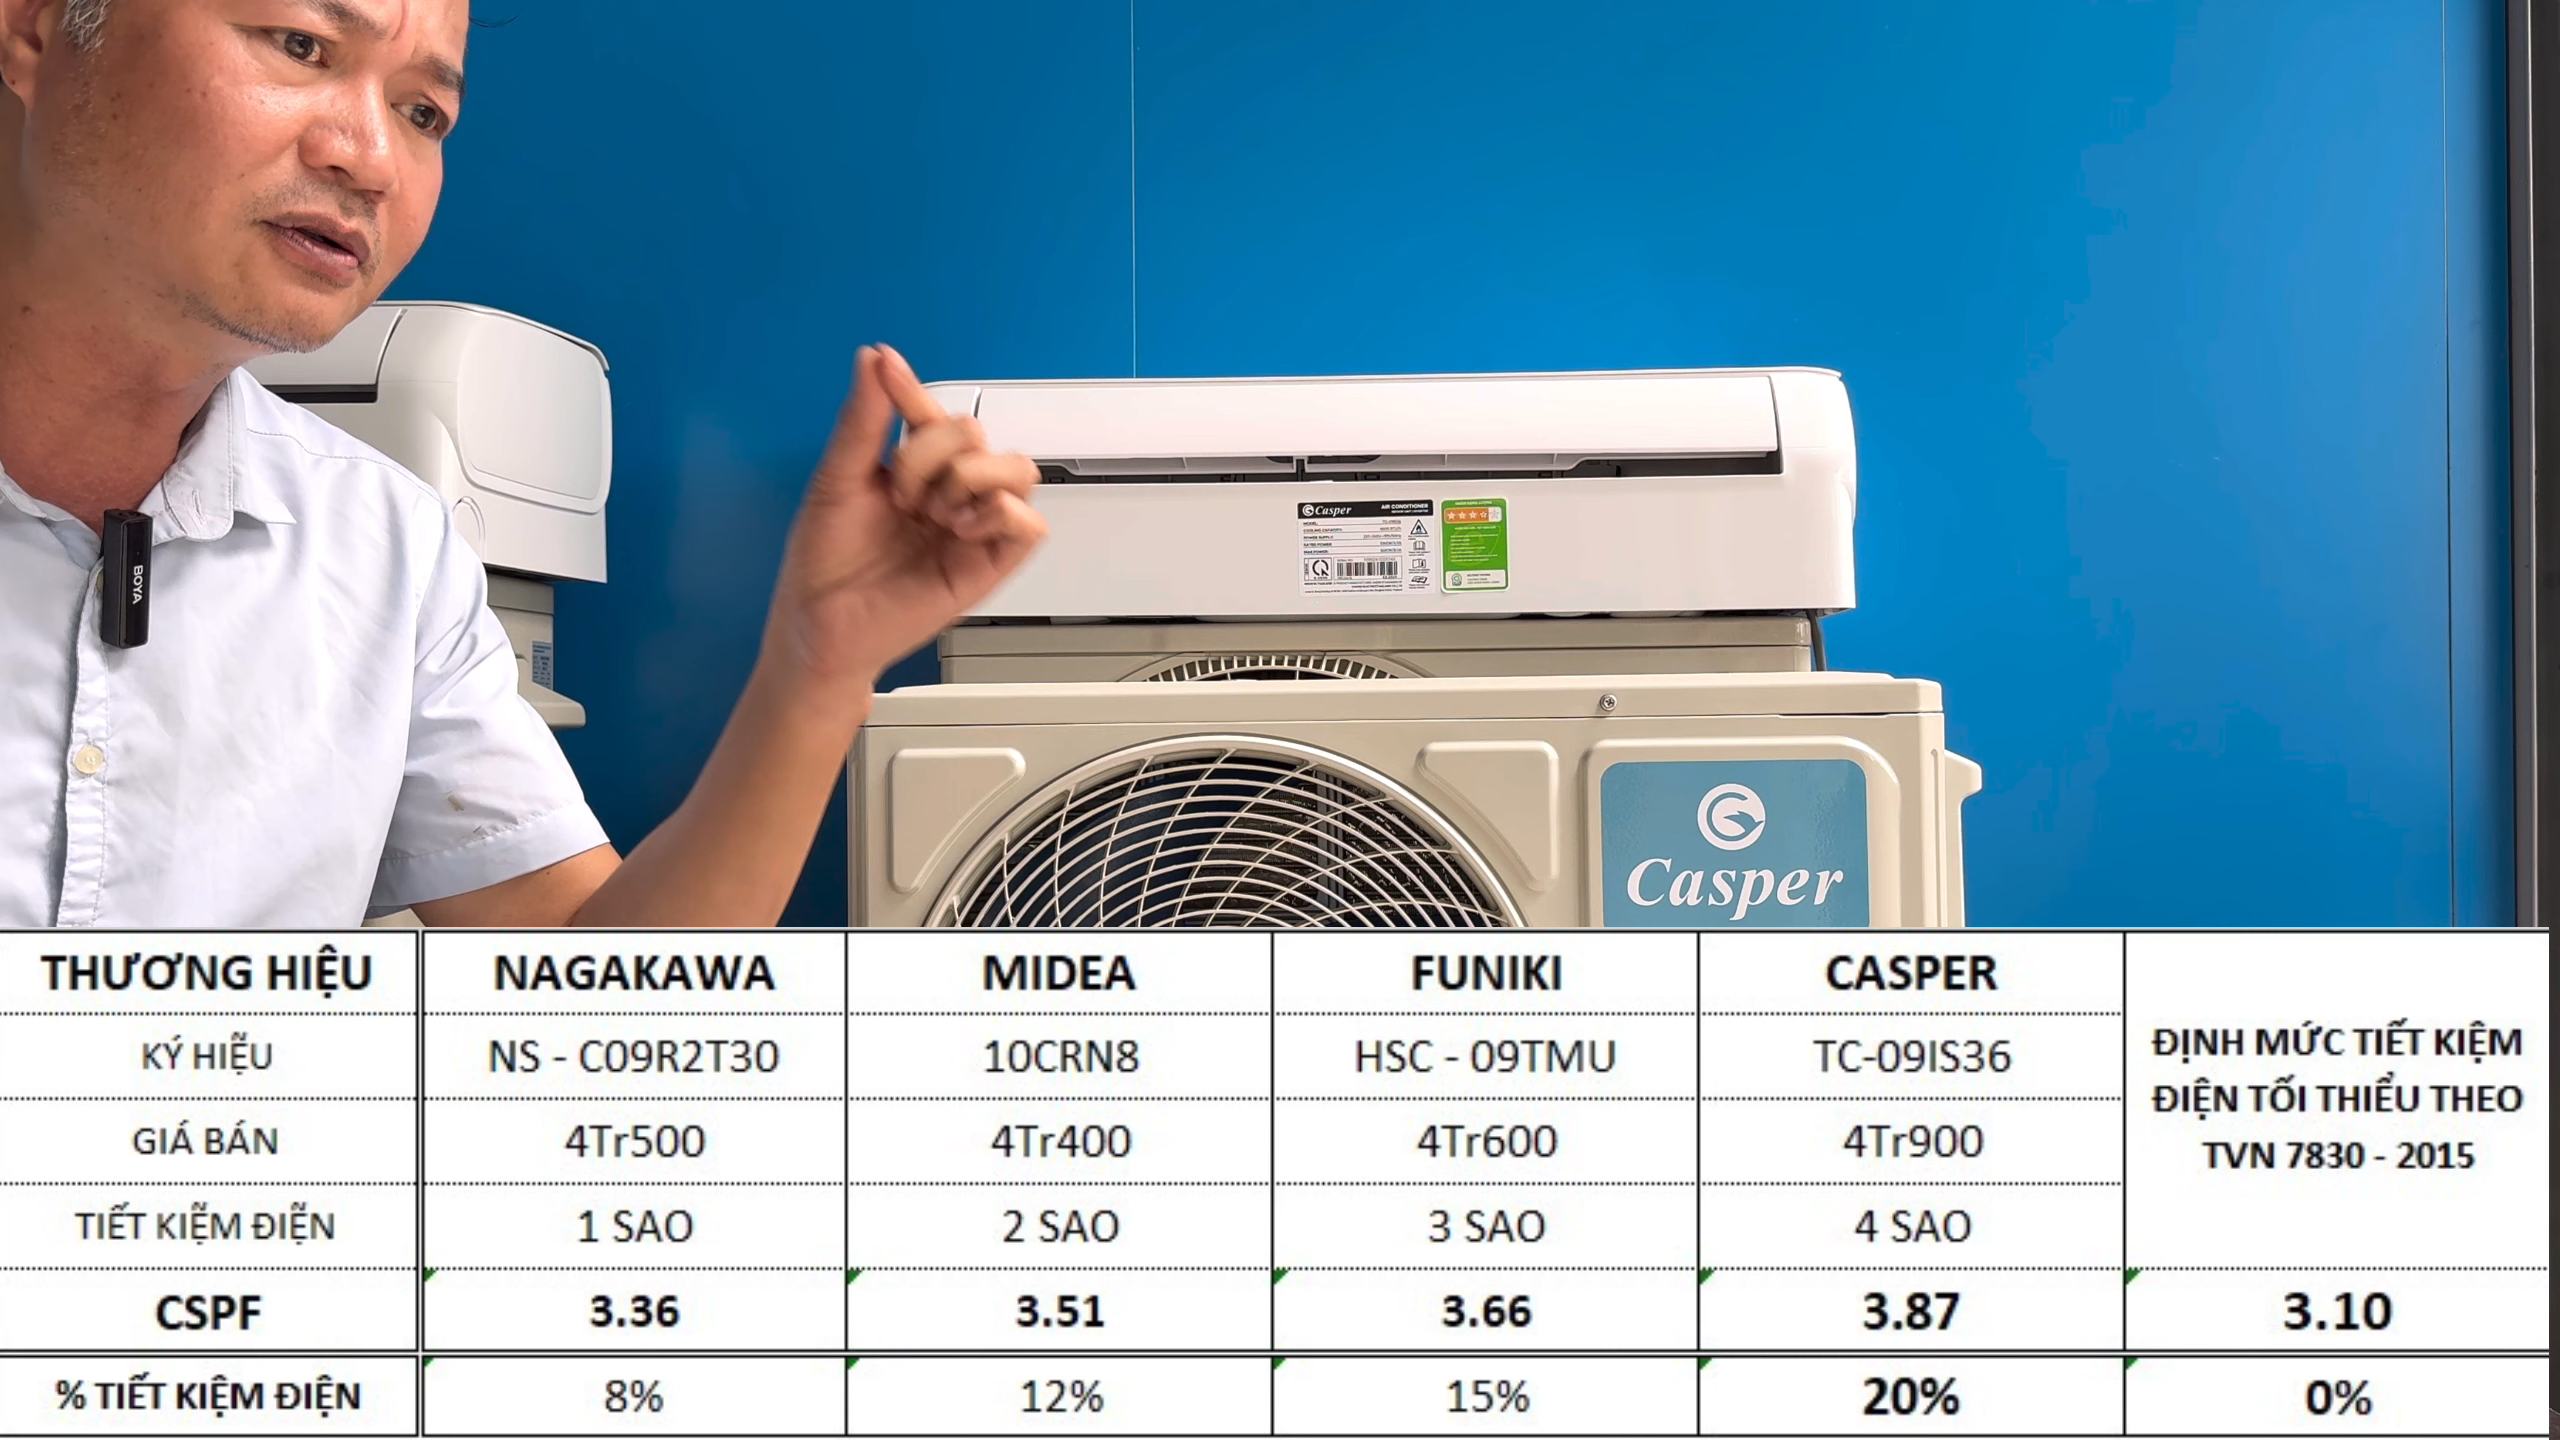 BOYA
Casper
AIR CONDITIONER
Casper
THƯƠNG HIỆU NAGAKAWA MIDEA FUNIKI CASPER
KÝ HIỆU NS - C09R2T30 10CRN8 HSC - 09TMU TC-09IS36
ĐỊNH MỨC TIẾT KIỆM
ĐIỆN TỐI THIỂU THEO
TVN 7830 - 2015
GIÁ BÁN 4Tr500 4Tr400 4Tr600 4Tr900
TIẾT KIỆM ĐIỆN 1 SAO 2 SAO 3 SAO 4 SAO
CSPF 3.36 3.51 3.66 3.87 3.10
% TIẾT KIỆM ĐIỆN 8% 12% 15% 20% 0%